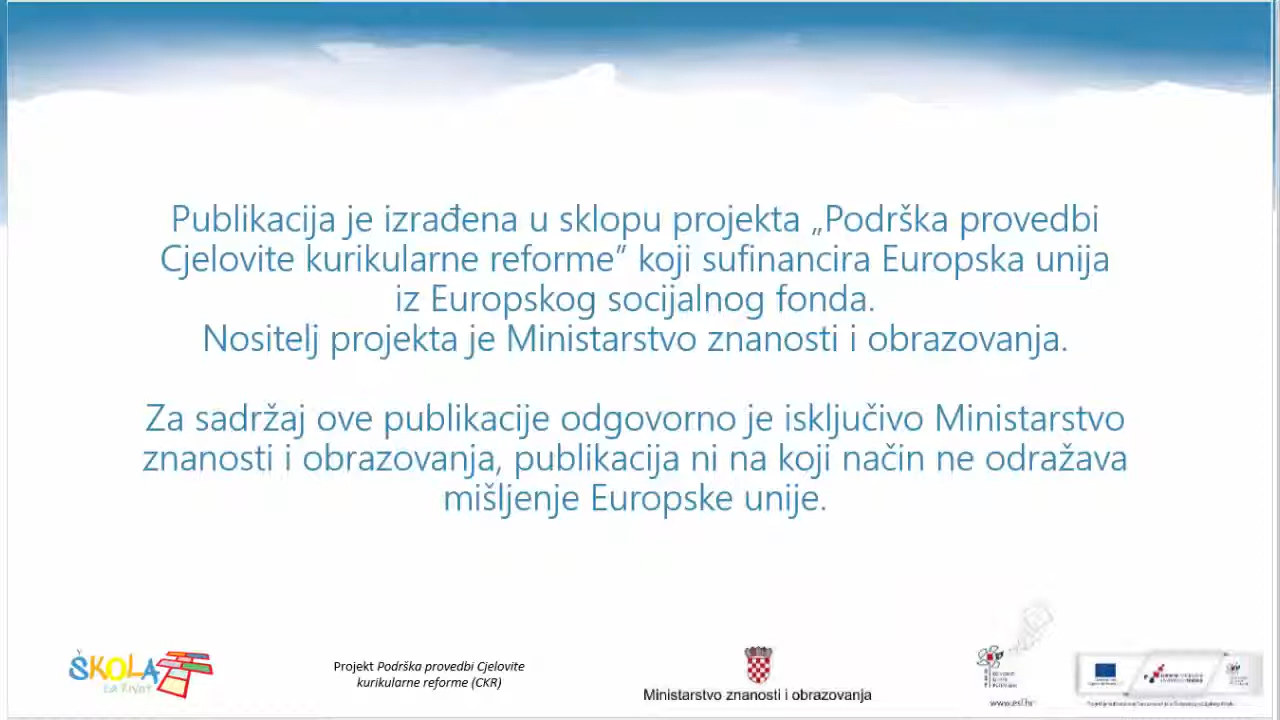 Publikacija je izrađena u sklopu projekta „Podrška provedbi
Cjelovite kurikularne reforme” koji sufinancira Europska unija
iz Europskog socijalnog fonda.
Nositelj projekta je Ministarstvo znanosti i obrazovanja.
Za sadržaj ove publikacije odgovorno je isključivo Ministarstvo
znanosti i obrazovanja, publikacija ni na koji način ne odražava
mišljenje Europske unije.
ŠKOLA
za život
Projekt Podrška provedbi Cjelovite
kurikularne reforme (CKR)
Ministarstvo znanosti i obrazovanja
www.esf.hr